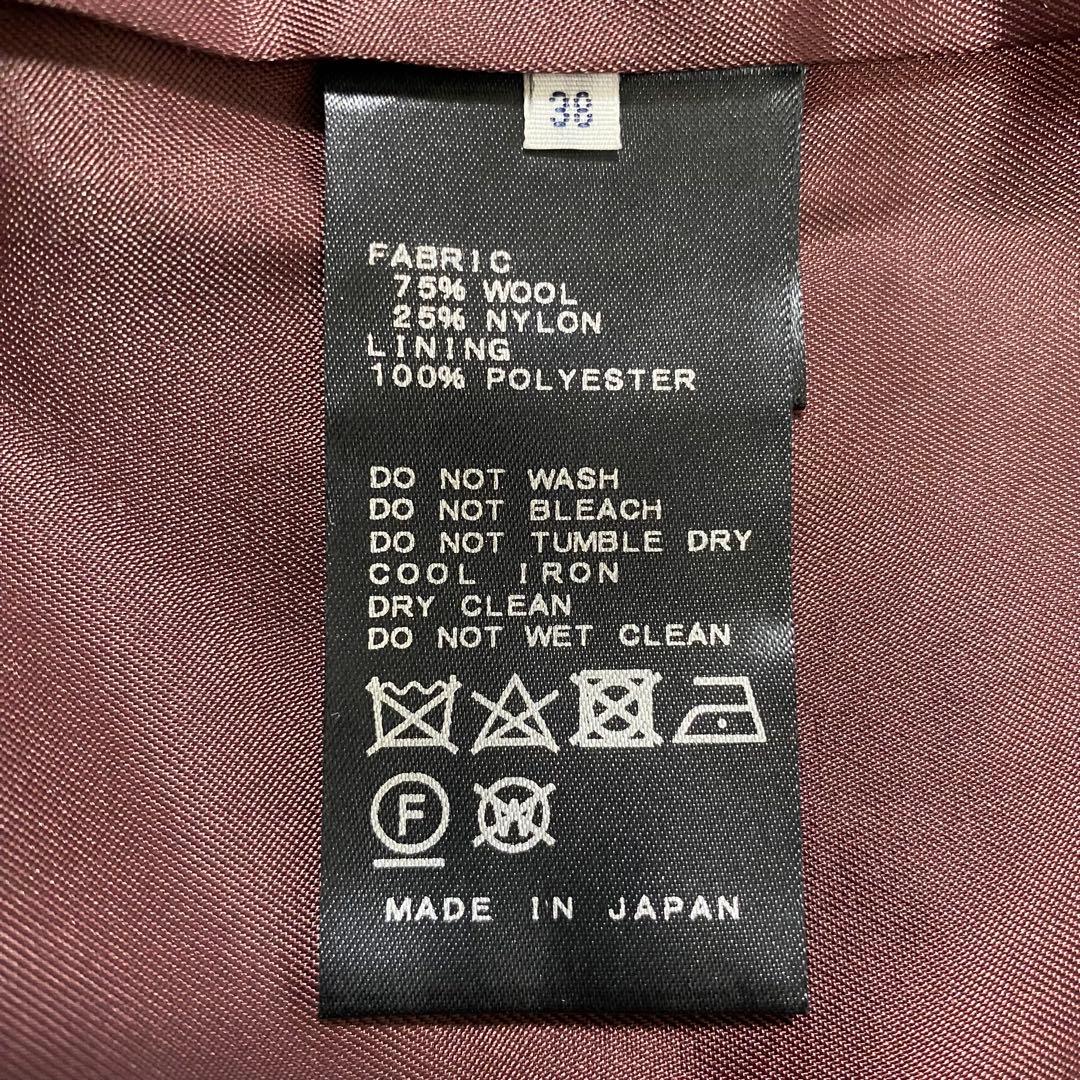 38
FABRIC
75% WOOL
25% NYLON
LINING
100% POLYESTER
DO NOT WASH
DO NOT BLEACH
DO NOT TUMBLE DRY
COOL IRON
DRY CLEAN
DO NOT WET CLEAN
F W
MADE IN JAPAN